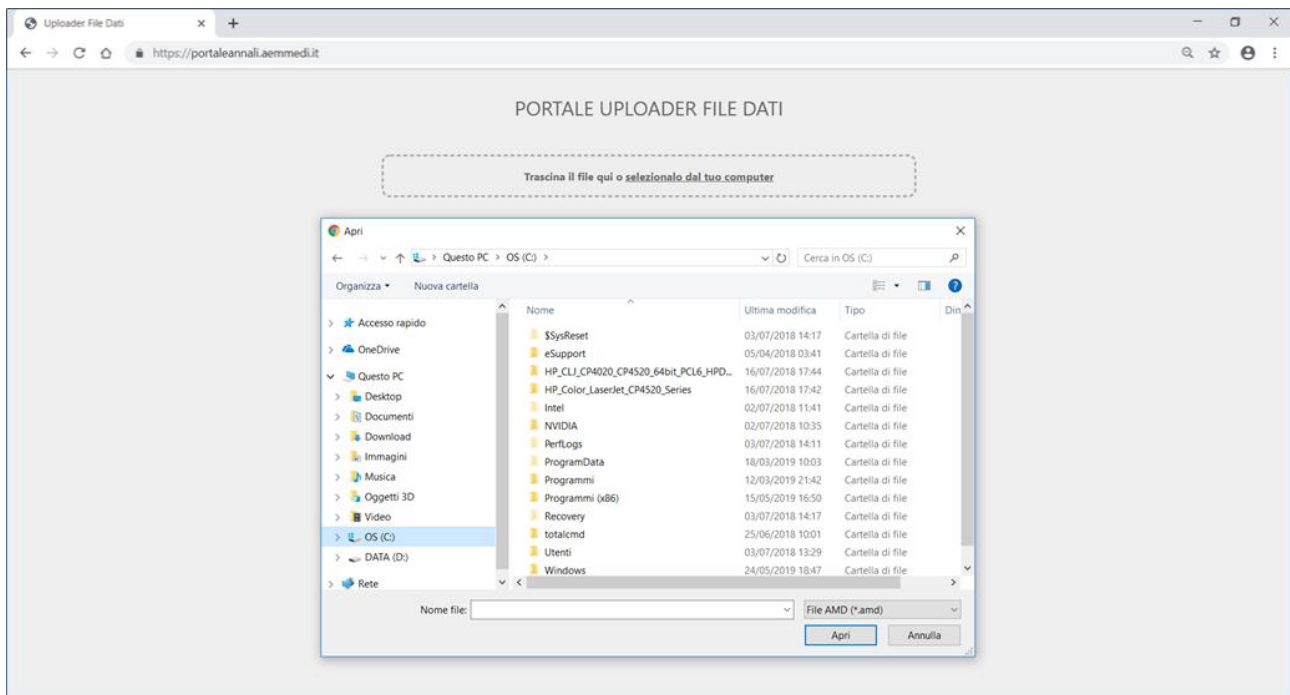 Uploader File Dati
https://portaleannali.aemmedi.it
PORTALE UPLOADER FILE DATI
Trascina il file qui o selezionalo dal tuo computer
Apri
Questo PC > OS (C:) >
Cerca in OS (C:)
Organizza
Nuova cartella
Nome Ultima modifica Tipo Din
Accesso rapido
OneDrive
Questo PC
Desktop
Documenti
Download
Immagini
Musica
Oggetti 3D
Video
OS (C:)
DATA (D:)
Rete
$SysReset 03/07/2018 14:17 Cartella di file
eSupport 05/04/2018 03:41 Cartella di file
HP_CLJ_CP4020_CP4520_64bit_PCL6_HPD... 16/07/2018 17:44 Cartella di file
HP_Color_LaserJet_CP4520_Series 16/07/2018 17:42 Cartella di file
Intel 02/07/2018 11:41 Cartella di file
NVIDIA 02/07/2018 10:35 Cartella di file
PerfLogs 03/07/2018 14:11 Cartella di file
ProgramData 18/03/2019 10:03 Cartella di file
Programmi 12/03/2019 21:42 Cartella di file
Programmi (x86) 15/05/2019 16:50 Cartella di file
Recovery 03/07/2018 14:17 Cartella di file
totalcmd 25/06/2018 10:01 Cartella di file
Utenti 03/07/2018 13:29 Cartella di file
Windows 24/05/2019 18:47 Cartella di file
Nome file:
File AMD (*.amd)
Apri
Annulla